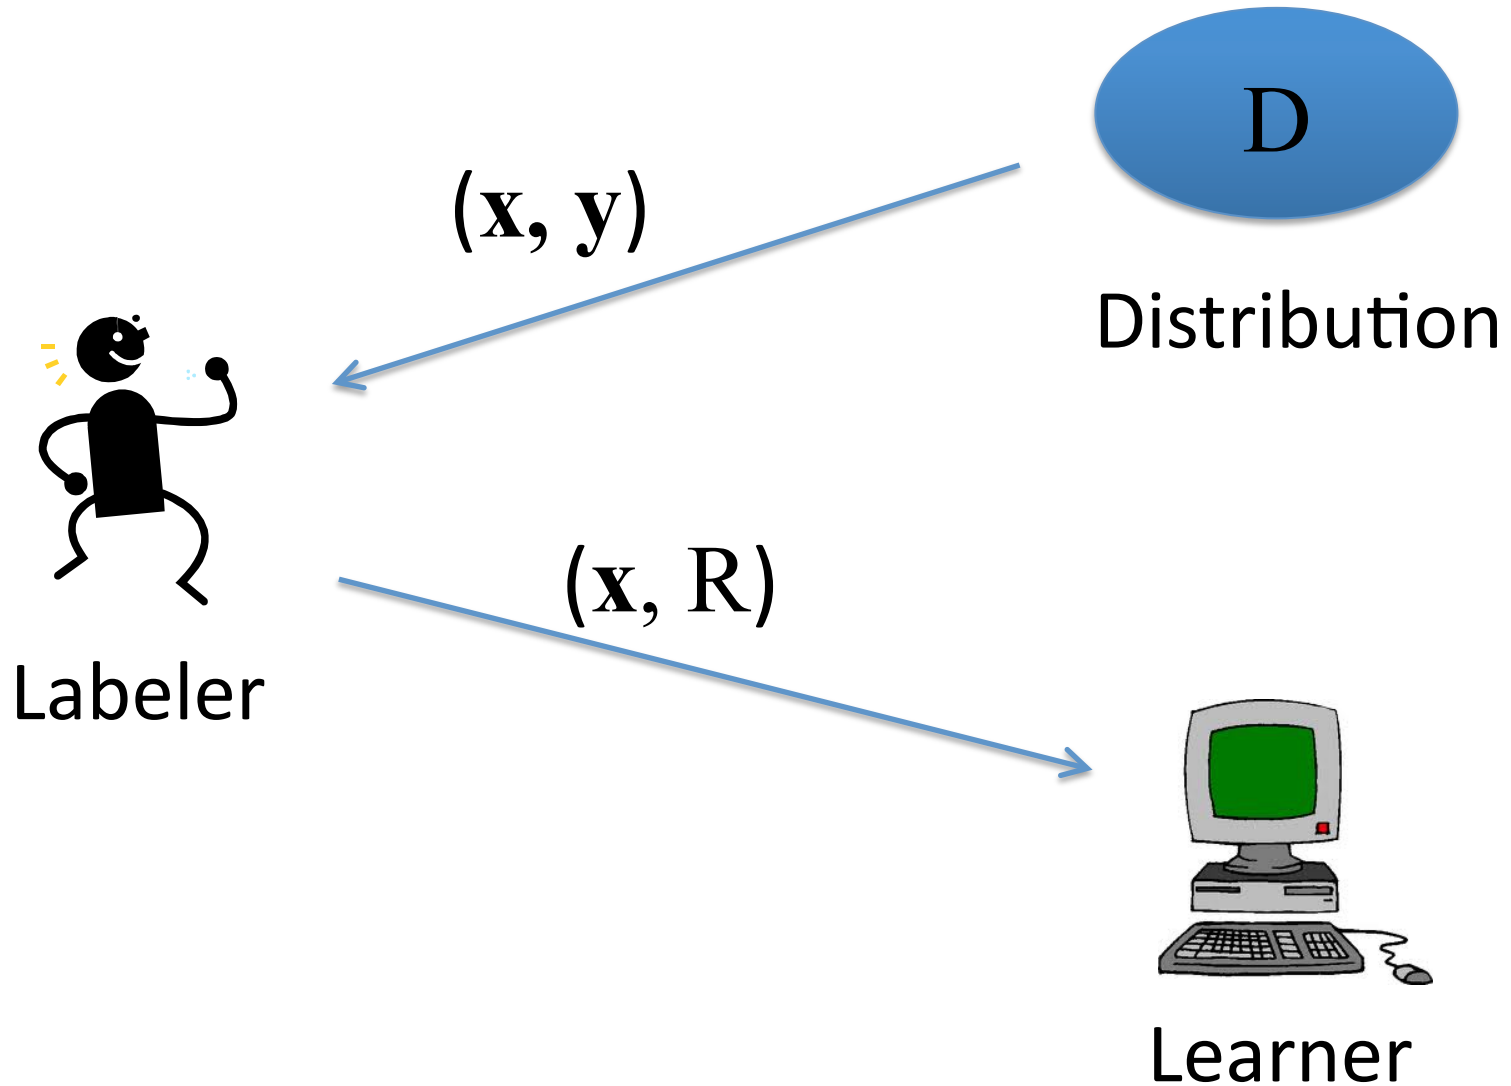 D
(x, y)
Distribution
(x, R)
Labeler
Learner